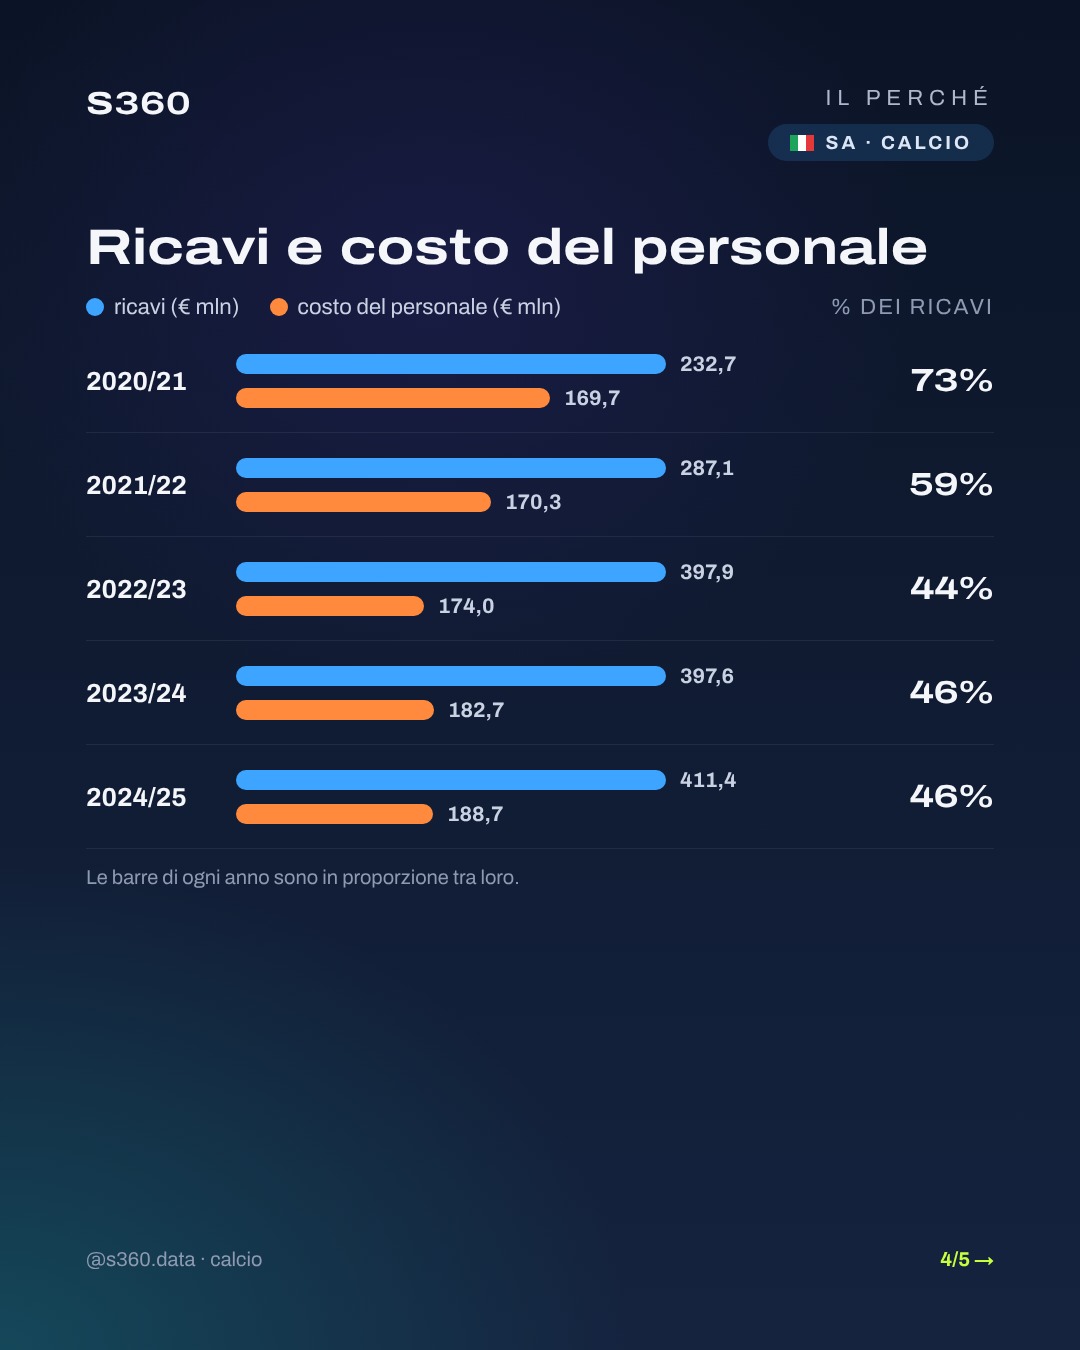 S360
IL PERCHÉ
SA · CALCIO
Ricavi e costo del personale
ricavi (€ mln) costo del personale (€ mln) % DEI RICAVI
2020/21 232,7 73%
169,7
2021/22 287,1 59%
170,3
2022/23 397,9 44%
174,0
2023/24 397,6 46%
182,7
2024/25 411,4 46%
188,7
Le barre di ogni anno sono in proporzione tra loro.
@s360.data · calcio 4/5 →